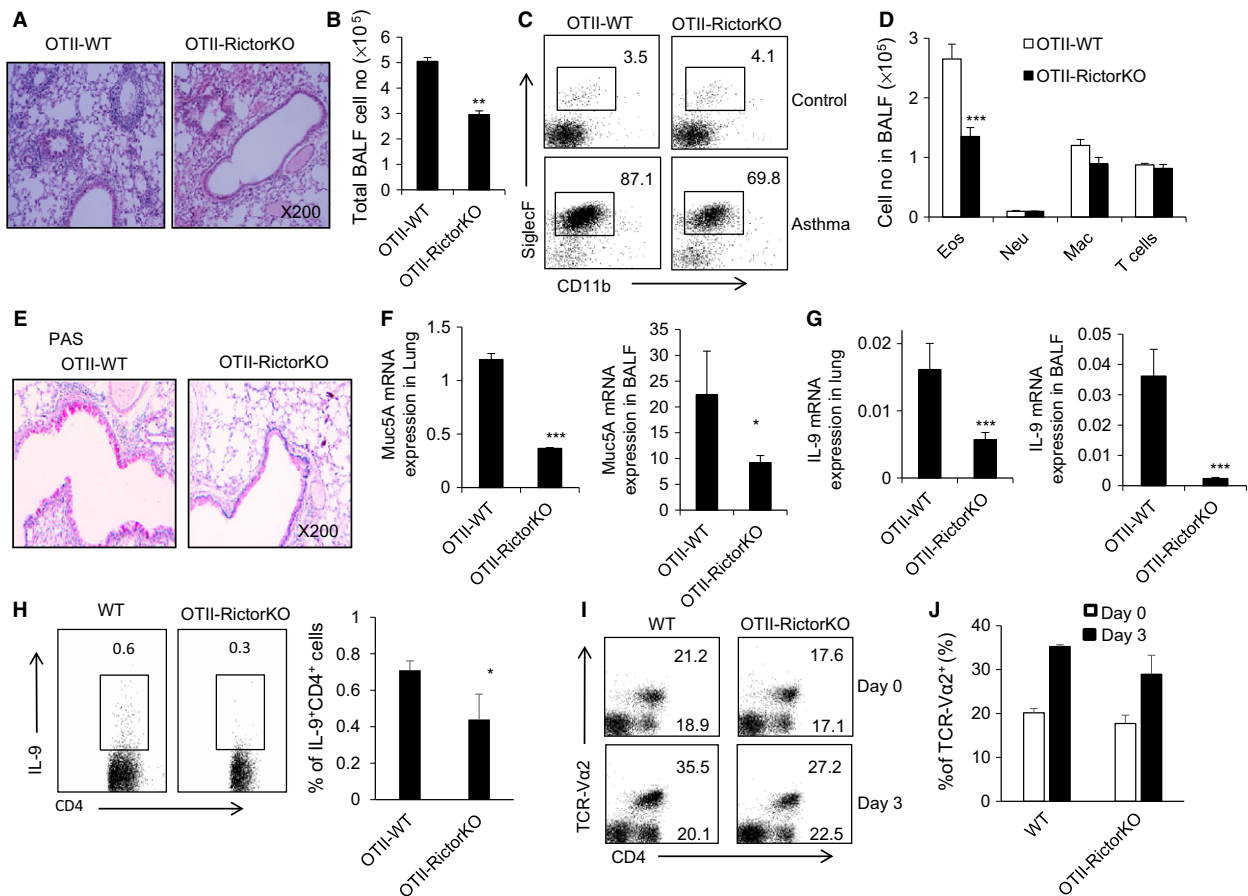 A
OTII-WT
OTII-RictorKO
X200
B
Total BALF cell no (×10⁵)
6
5
4
3
2
1
0
**
OTII-WT
OTII-RictorKO
C
OTII-WT
OTII-RictorKO
3.5
4.1
Control
87.1
69.8
Asthma
SiglecF
CD11b
D
Cell no in BALF (×10⁵)
OTII-WT
OTII-RictorKO
3
2
1
0
***
Eos
Neu
Mac
T cells
E
PAS
OTII-WT
OTII-RictorKO
X200
F
Muc5A mRNA
expression in Lung
1.5
1.2
1
0.5
0.25
0
***
OTII-WT
OTII-RictorKO
Muc5A mRNA
expression in BALF
35
30
25
20
15
10
5
0
*
OTII-WT
OTII-RictorKO
G
IL-9 mRNA
expression in lung
0.02
0.01
0
***
OTII-WT
OTII-RictorKO
IL-9 mRNA
expression in BALF
0.05
0.04
0.03
0.02
0.01
0
***
OTII-WT
OTII-RictorKO
H
WT
OTII-RictorKO
0.6
0.3
IL-9
CD4
% of IL-9⁺CD4⁺ cells
1
0.8
0.6
0.4
0.2
0
*
OTII-WT
OTII-RictorKO
I
WT
OTII-RictorKO
21.2
17.6
Day 0
18.9
17.1
35.5
27.2
Day 3
20.1
22.5
TCR-Vα2
CD4
J
Day 0
Day 3
%of TCR-Vα2⁺ (%)
40
30
20
10
0
WT
OTII-RictorKO